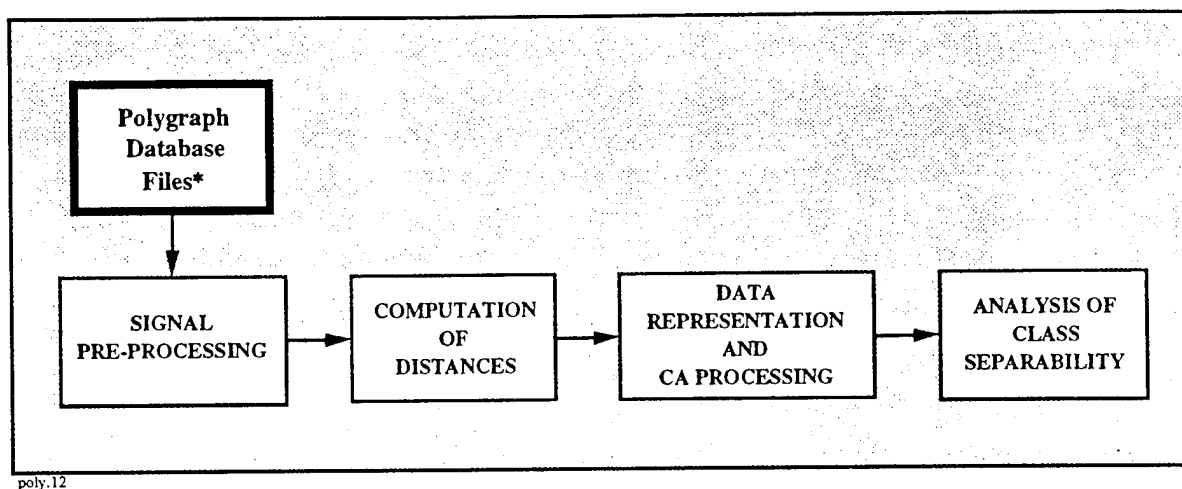 Polygraph
Database
Files*
SIGNAL
PRE-PROCESSING
COMPUTATION
OF
DISTANCES
DATA
REPRESENTATION
AND
CA PROCESSING
ANALYSIS OF
CLASS
SEPARABILITY
poly.12